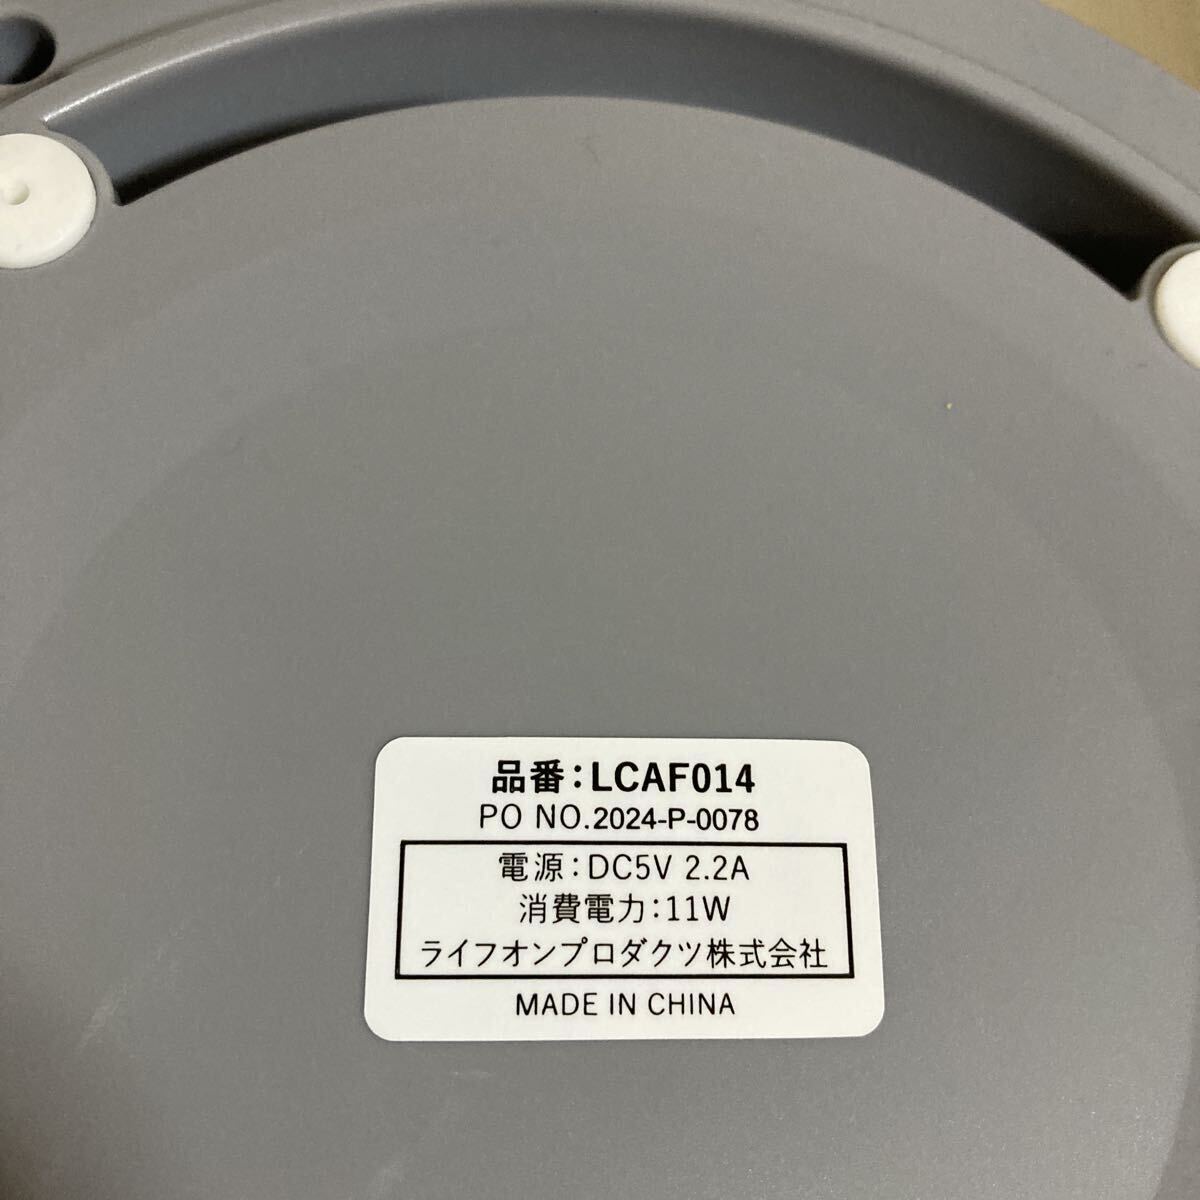 品番:LCAF014
PO NO.2024-P-0078
電源:DC5V 2.2A
消費電力:11W
ライフオンプロダクツ株式会社
MADE IN CHINA